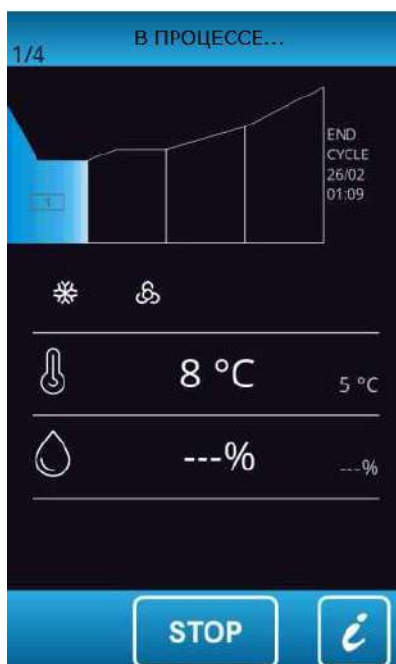 В ПРОЦЕССЕ...
1/4
END
CYCLE
26/02
01:09
1
8 °C
5 °C
---%
---%
STOP
i